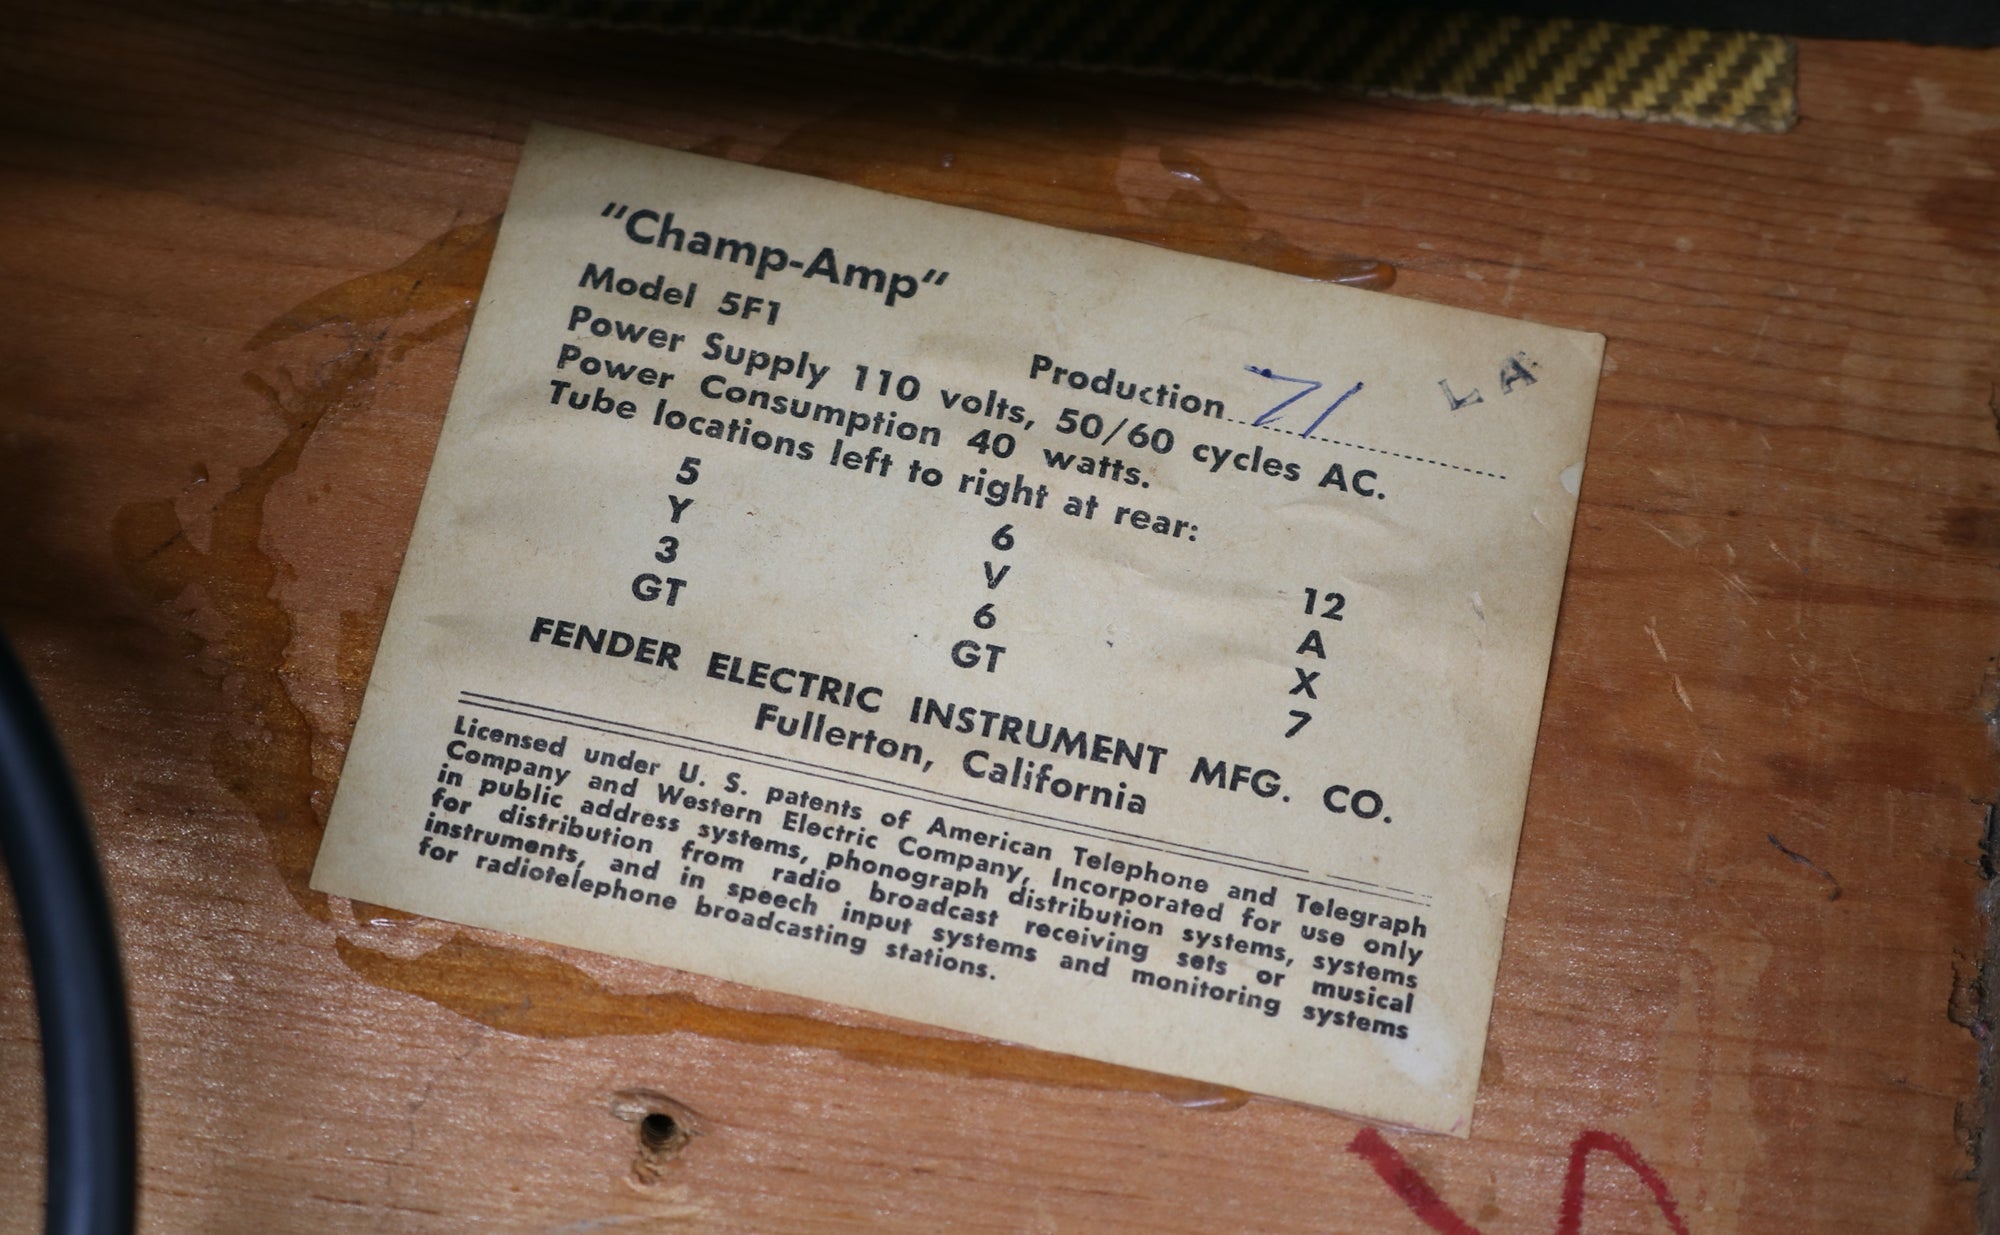 "Champ-Amp"
Model 5F1
Production 71
L A
Power Supply 110 volts, 50/60 cycles AC.
Power Consumption 40 watts.
Tube locations left to right at rear:
5 6 12
Y V A
3 6 X
GT GT 7
FENDER ELECTRIC INSTRUMENT MFG. CO.
Fullerton, California
Licensed under U. S. patents of American Telephone and Telegraph
Company and Western Electric Company, Incorporated for use only
in public address systems, phonograph distribution systems, systems
for distribution from radio broadcast receiving sets or musical
instruments, and in speech input systems and monitoring systems
for radiotelephone broadcasting stations.